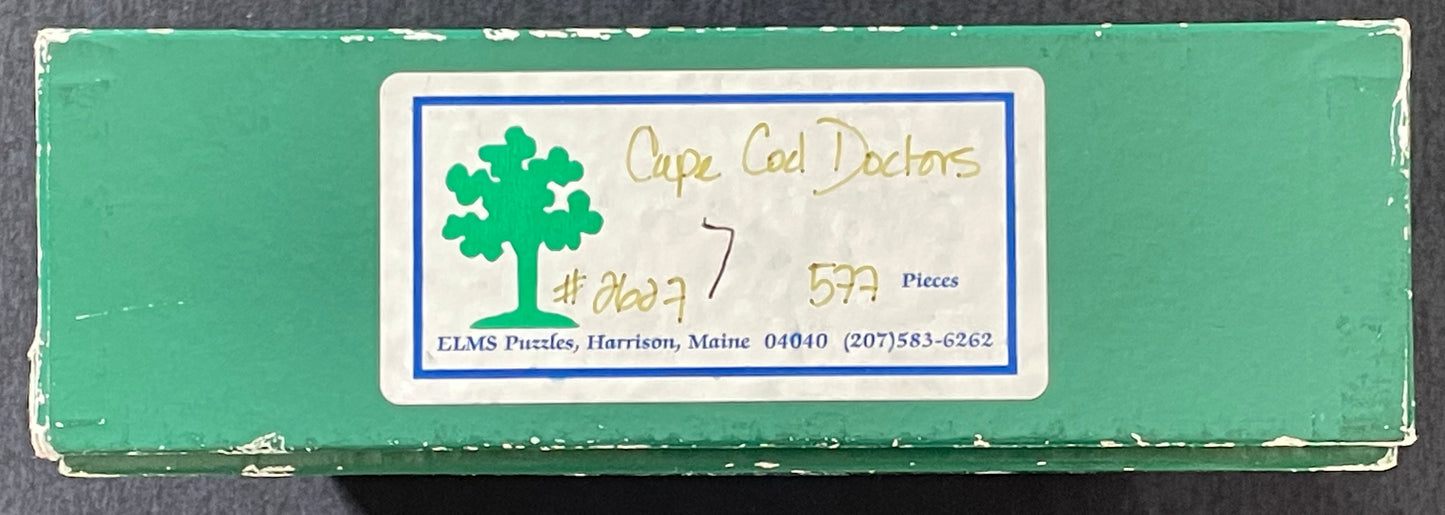 Cape Cod Doctors
7
#2627 577 Pieces
ELMS Puzzles, Harrison, Maine 04040 (207)583-6262